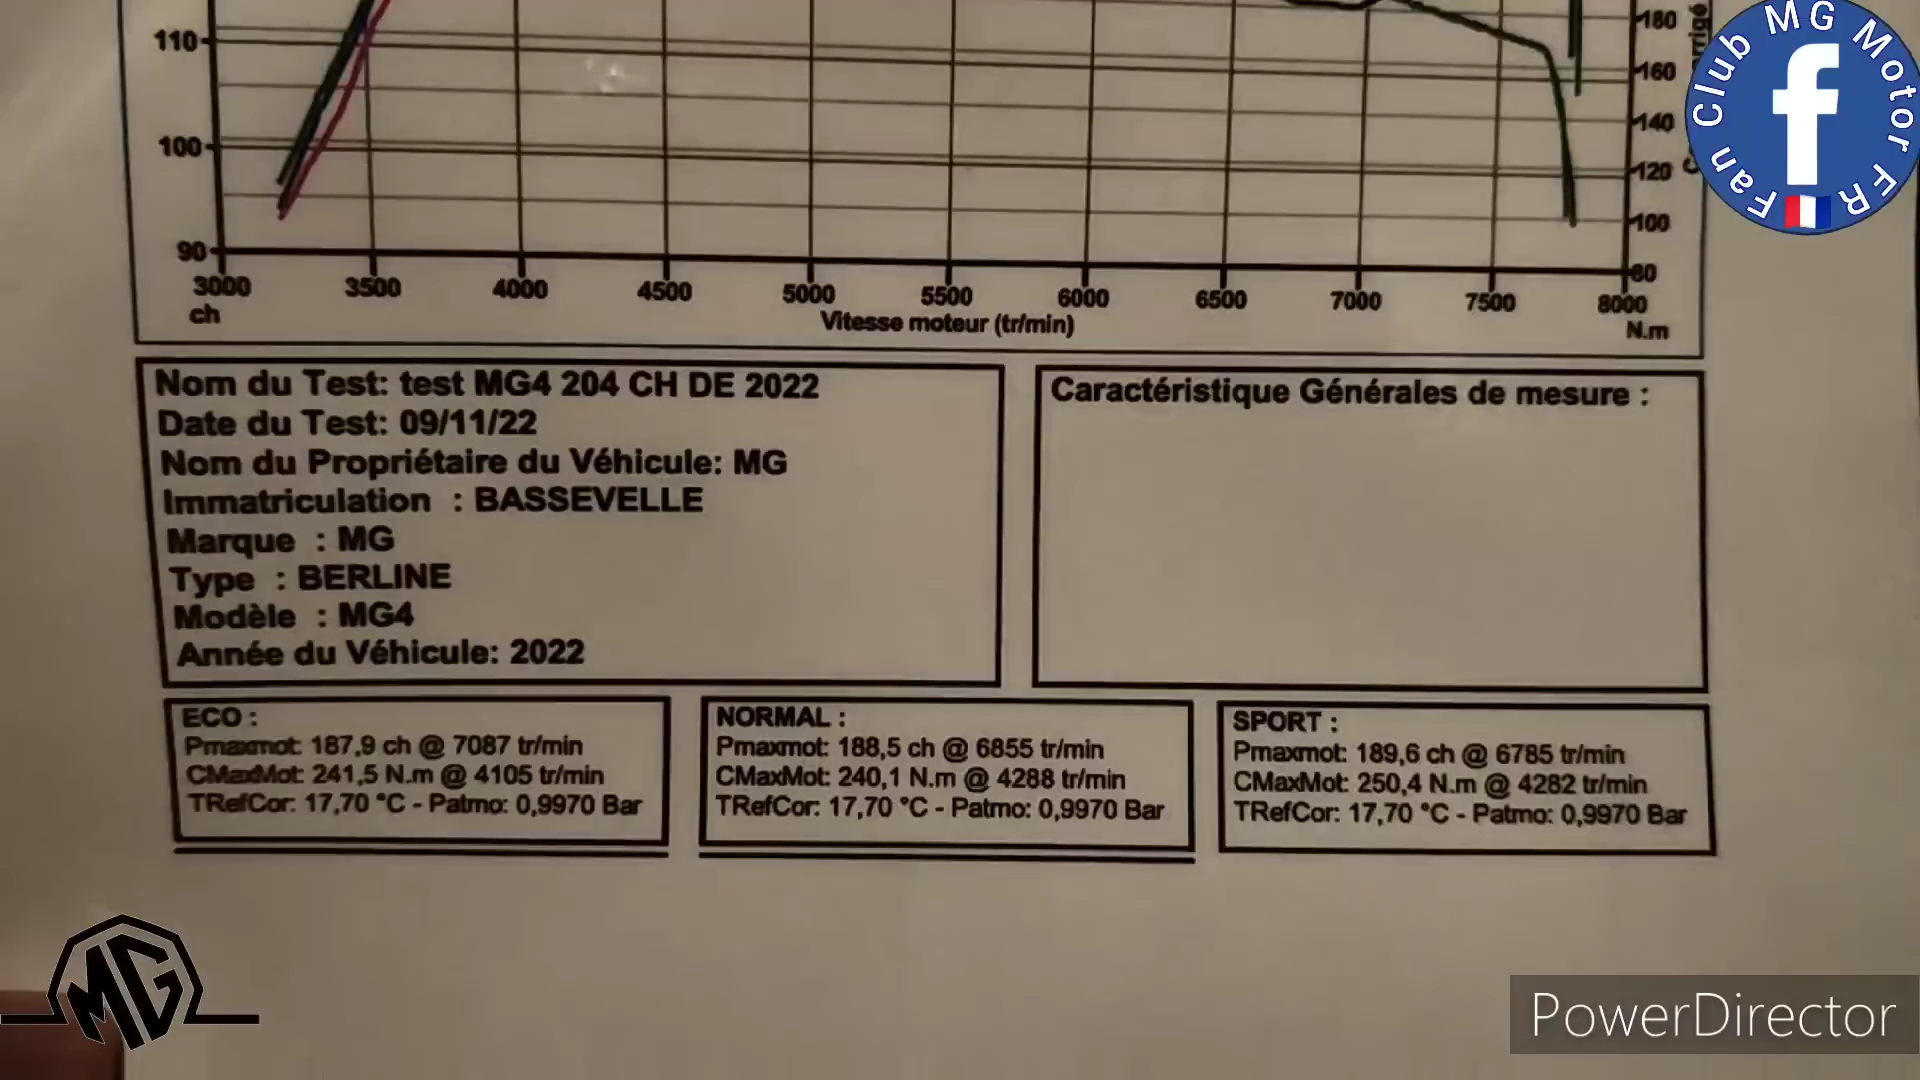 110
100
90
180
160
140
120
100
80
3000 3500 4000 4500 5000 5500 6000 6500 7000 7500 8000
ch
Vitesse moteur (tr/min)
N.m
Fan Club MG Motor FR
f
Nom du Test: test MG4 204 CH DE 2022
Date du Test: 09/11/22
Nom du Propriétaire du Véhicule: MG
Immatriculation : BASSEVELLE
Marque : MG
Type : BERLINE
Modèle : MG4
Année du Véhicule: 2022
Caractéristique Générales de mesure :
ECO :
Pmaxmot: 187,9 ch @ 7087 tr/min
CMaxMot: 241,5 N.m @ 4105 tr/min
TRefCor: 17,70 °C - Patmo: 0,9970 Bar
NORMAL :
Pmaxmot: 188,5 ch @ 6855 tr/min
CMaxMot: 240,1 N.m @ 4288 tr/min
TRefCor: 17,70 °C - Patmo: 0,9970 Bar
SPORT :
Pmaxmot: 189,6 ch @ 6785 tr/min
CMaxMot: 250,4 N.m @ 4282 tr/min
TRefCor: 17,70 °C - Patmo: 0,9970 Bar
MG
PowerDirector